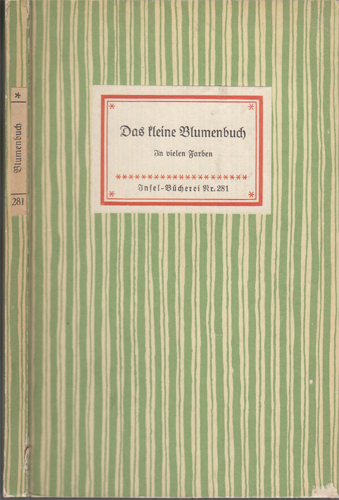 Das kleine Blumenbuch
In vielen Farben
Insel-Bücherei Nr. 281
Blumenbuch
281